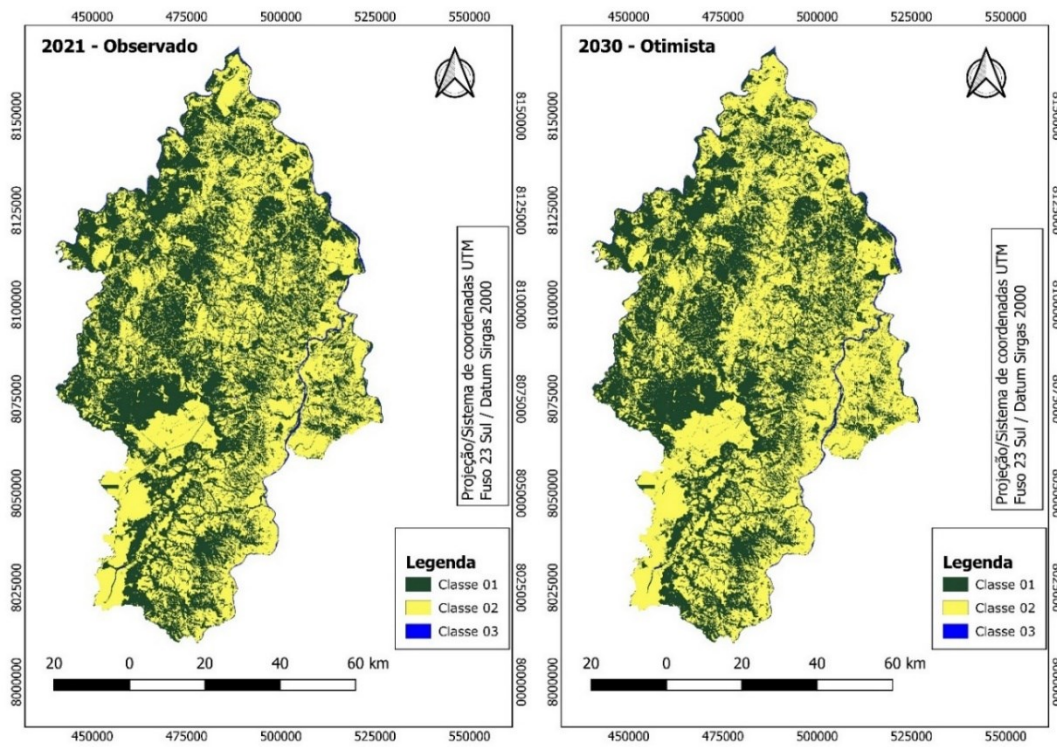 450000 475000 500000 525000 550000
2021 - Observado
8150000
8125000
8100000
8075000
8050000
8025000
8000000
8150000
8125000
8100000
8075000
8050000
8025000
8000000
Projeção/Sistema de coordenadas UTM
Fuso 23 Sul / Datum Sirgas 2000
Legenda
Classe 01
Classe 02
Classe 03
20 0 20 40 60 km
450000 475000 500000 525000 550000
450000 475000 500000 525000 550000
2030 - Otimista
8150000
8125000
8100000
8075000
8050000
8025000
8000000
Projeção/Sistema de coordenadas UTM
Fuso 23 Sul / Datum Sirgas 2000
Legenda
Classe 01
Classe 02
Classe 03
20 0 20 40 60 km
450000 475000 500000 525000 550000